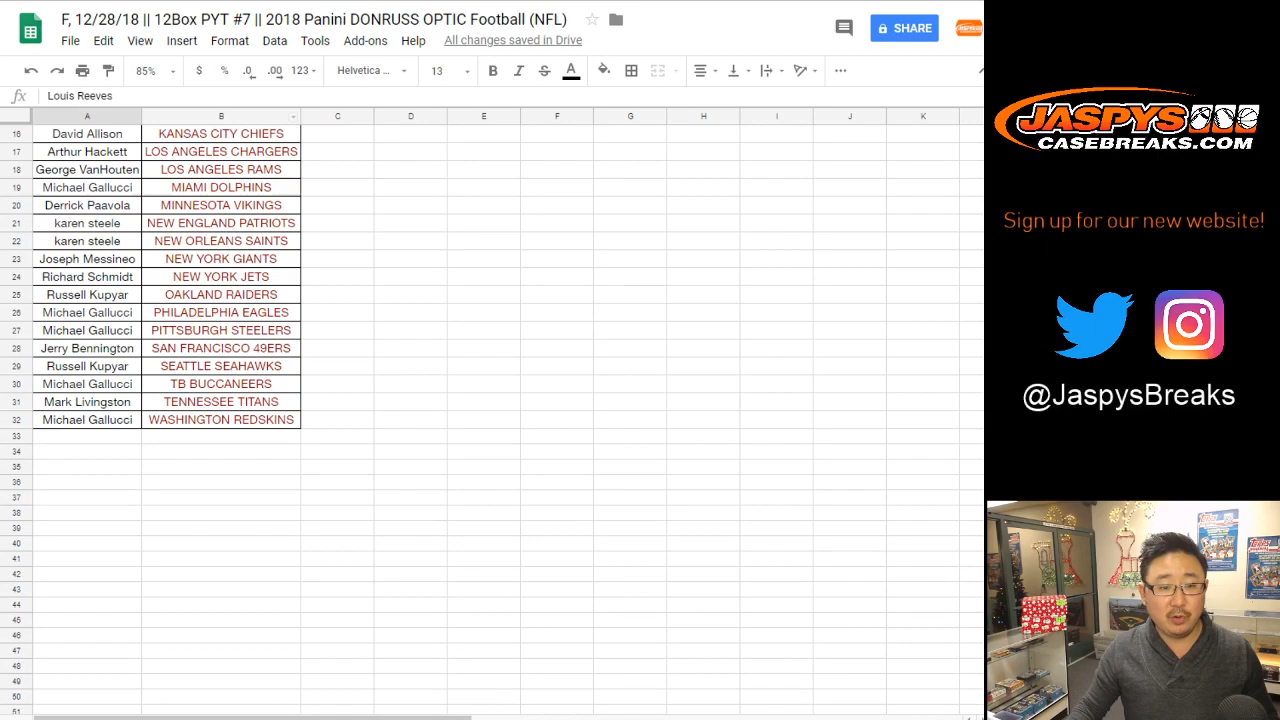 F, 12/28/18 || 12Box PYT #7 || 2018 Panini DONRUSS OPTIC Football (NFL)
File Edit View Insert Format Data Tools Add-ons Help All changes saved in Drive
SHARE
85% $ % .0 .00 123 Helvetica ... 13 B I S A
fx Louis Reeves
A B C D E F G H I J K
16 David Allison KANSAS CITY CHIEFS
17 Arthur Hackett LOS ANGELES CHARGERS
18 George VanHouten LOS ANGELES RAMS
19 Michael Gallucci MIAMI DOLPHINS
20 Derrick Paavola MINNESOTA VIKINGS
21 karen steele NEW ENGLAND PATRIOTS
22 karen steele NEW ORLEANS SAINTS
23 Joseph Messineo NEW YORK GIANTS
24 Richard Schmidt NEW YORK JETS
25 Russell Kupyar OAKLAND RAIDERS
26 Michael Gallucci PHILADELPHIA EAGLES
27 Michael Gallucci PITTSBURGH STEELERS
28 Jerry Bennington SAN FRANCISCO 49ERS
29 Russell Kupyar SEATTLE SEAHAWKS
30 Michael Gallucci TB BUCCANEERS
31 Mark Livingston TENNESSEE TITANS
32 Michael Gallucci WASHINGTON REDSKINS
33
34
35
36
37
38
39
40
41
42
43
44
45
46
47
48
49
50
51
JASPYS
CASEBREAKS.COM
Sign up for our new website!
@JaspysBreaks